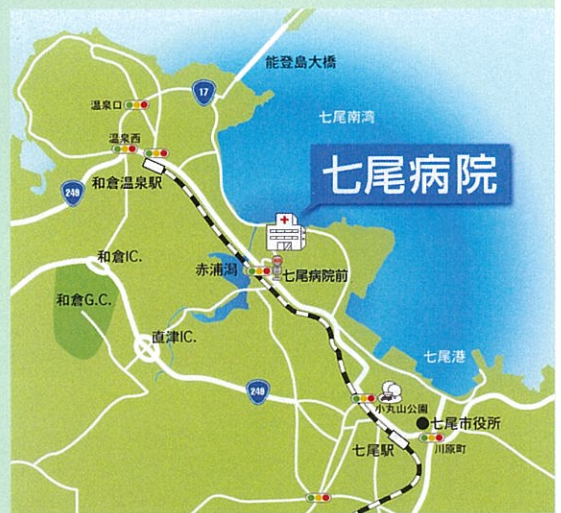 能登島大橋
17
温泉口
七尾南湾
温泉西
七尾病院
和倉温泉駅
249
和倉IC.
赤浦潟
七尾病院前
和倉G.C.
直津IC.
七尾港
249
小丸山公園
七尾市役所
七尾駅
川原町